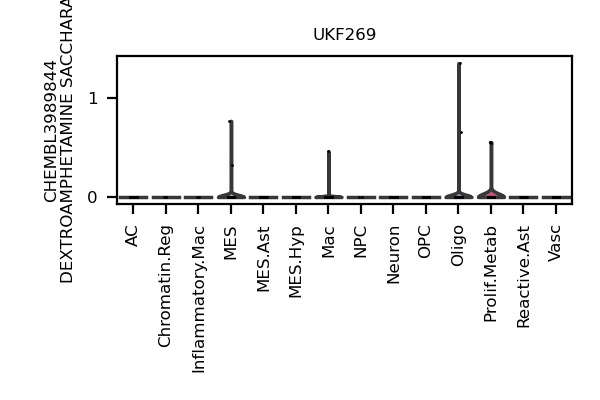 UKF269
CHEMBL3989844
DEXTROAMPHETAMINE SACCHARA
1
0
AC
Chromatin.Reg
Inflammatory.Mac
MES
MES.Ast
MES.Hyp
Mac
NPC
Neuron
OPC
Oligo
Prolif.Metab
Reactive.Ast
Vasc